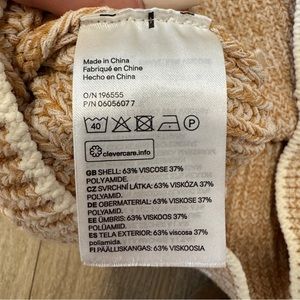 Made in China
Fabriqué en Chine
Hecho en China
O/N 196555
P/N 06056077
40
clevercare.info
GB SHELL: 63% VISCOSE 37%
POLYAMIDE.
CZ SVRCHNÍ LÁTKA: 63% VISKÓZA 37%
POLYAMID.
DE OBERMATERIAL: 63% VISKOSE 37%
POLYAMID.
EE ÜMBRIS: 63% VISKOOS 37%
POLÜAMIID.
ES TELA EXTERIOR: 63% viscosa 37%
poliamida.
FI PÄÄLLISKANGAS: 63% VISKOOSIA